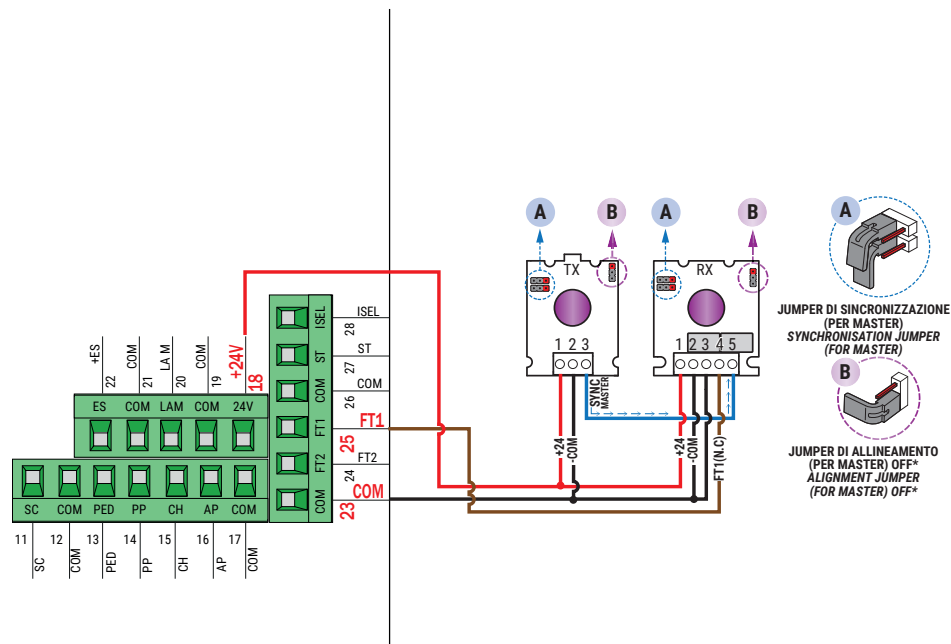 A
B
A
B
A
TX
RX
1 2 3
1 2 3 4 5
SYNC
MASTER
+24
-COM
+24
-COM
FT1(N.C)
JUMPER DI SINCRONIZZAZIONE
(PER MASTER)
SYNCHRONISATION JUMPER
(FOR MASTER)
B
JUMPER DI ALLINEAMENTO
(PER MASTER) OFF*
ALIGNMENT JUMPER
(FOR MASTER) OFF*
+ES
22
COM
21
LAM
20
COM
19
+24V
18
ES COM LAM COM 24V
SC COM PED PP CH AP COM
11
SC
12
COM
13
PED
14
PP
15
CH
16
AP
17
COM
ISEL
ST
COM
FT1
FT2
COM
ISEL
28
ST
27
COM
26
FT1
25
FT2
24
COM
23